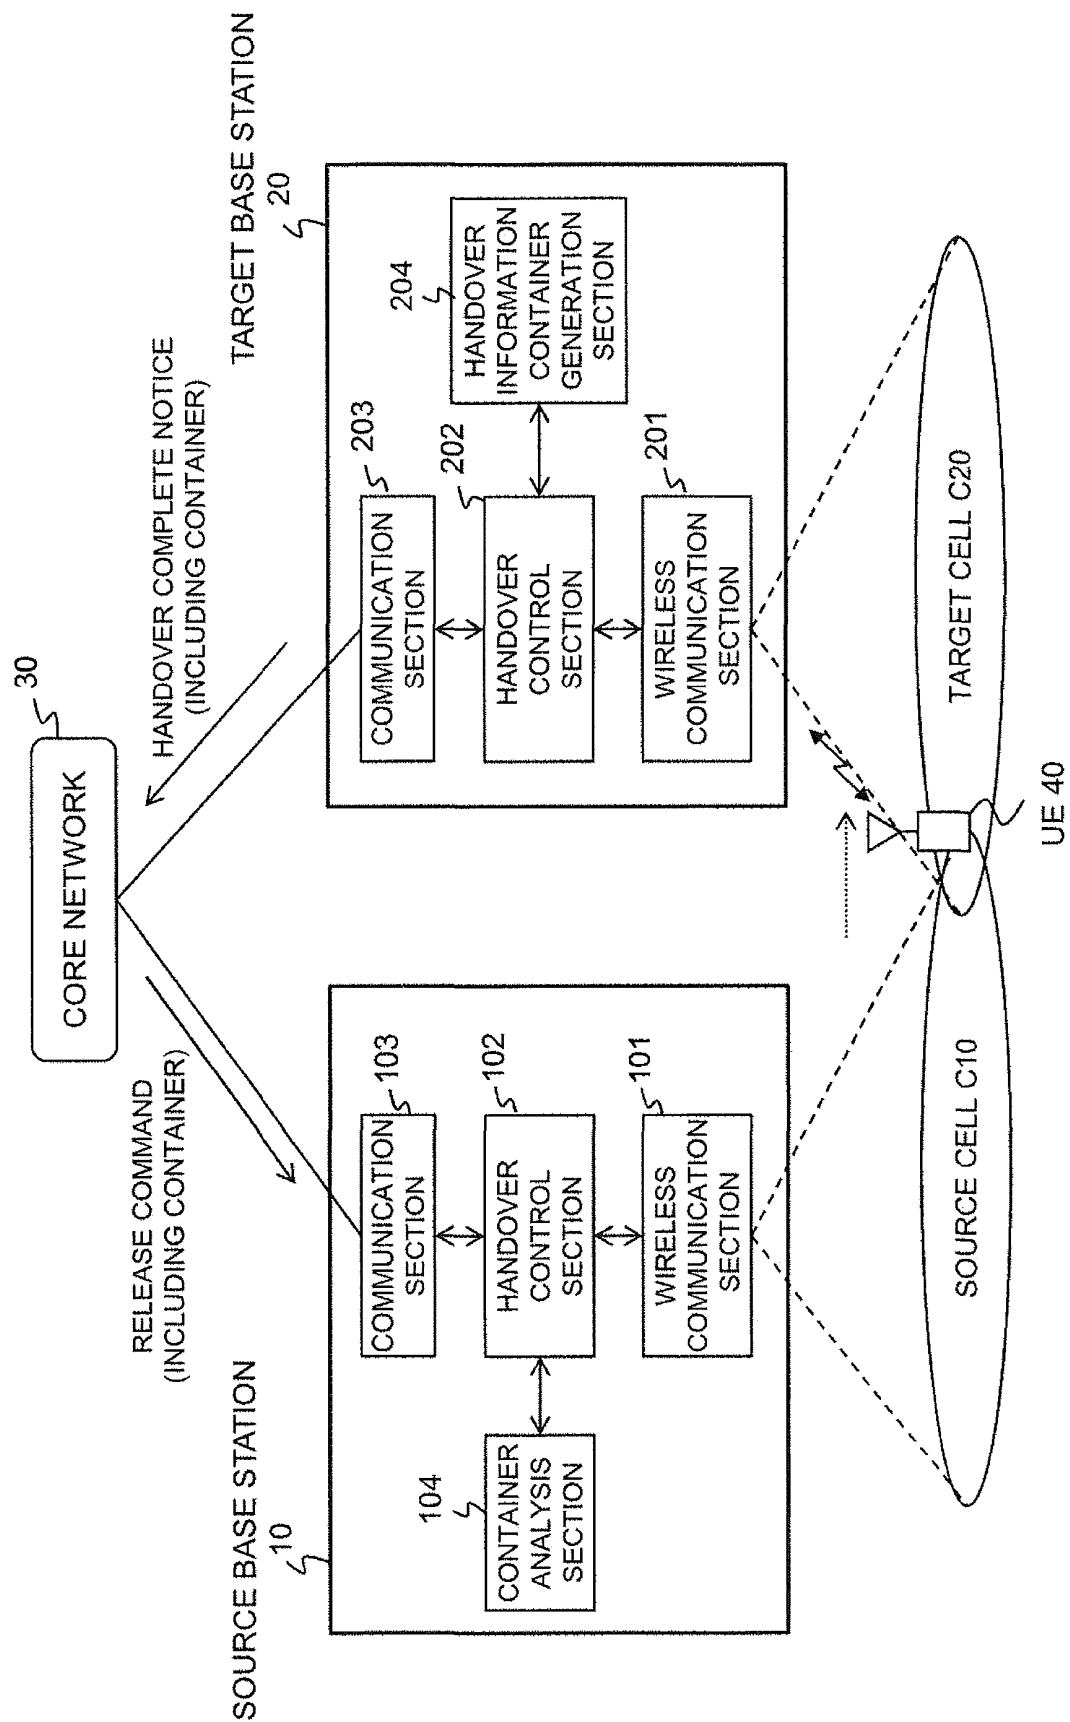 CORE NETWORK
30
RELEASE COMMAND
(INCLUDING CONTAINER)
HANDOVER COMPLETE NOTICE
(INCLUDING CONTAINER)
SOURCE BASE STATION
10
COMMUNICATION
SECTION
103
104
CONTAINER
ANALYSIS
SECTION
HANDOVER
CONTROL
SECTION
102
WIRELESS
COMMUNICATION
SECTION
101
TARGET BASE STATION
20
COMMUNICATION
SECTION
203
HANDOVER
CONTROL
SECTION
202
204
HANDOVER
INFORMATION
CONTAINER
GENERATION
SECTION
WIRELESS
COMMUNICATION
SECTION
201
SOURCE CELL C10
TARGET CELL C20
UE 40